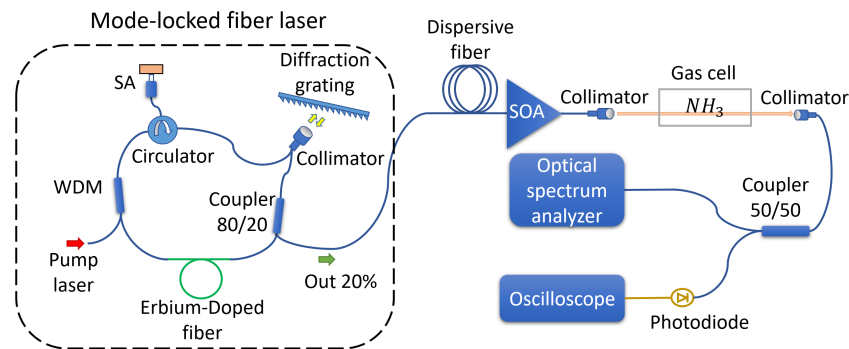 Mode-locked fiber laser
SA
Diffraction
grating
Circulator
Collimator
WDM
Coupler
80/20
Pump
laser
Out 20%
Erbium-Doped
fiber
Dispersive
fiber
SOA
Collimator
Gas cell
NH₃
Collimator
Optical
spectrum
analyzer
Coupler
50/50
Oscilloscope
Photodiode